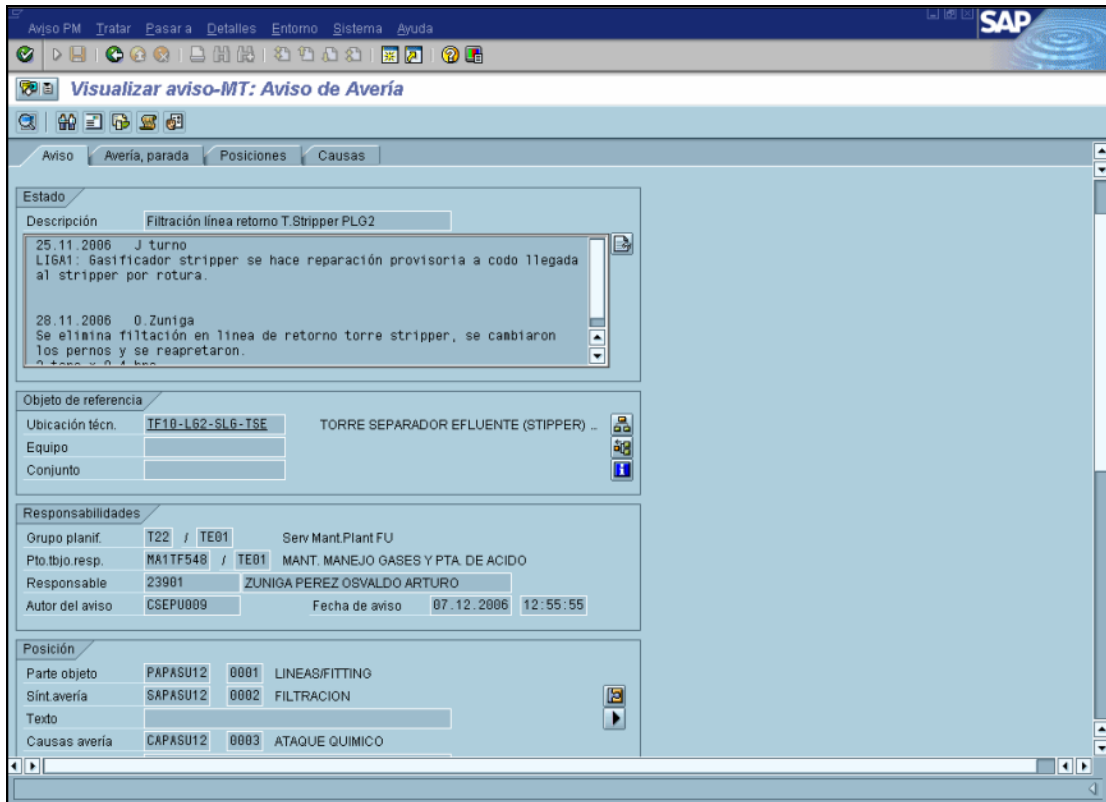 Aviso PM Tratar Pasar a Detalles Entorno Sistema Ayuda
SAP
Visualizar aviso-MT: Aviso de Avería
Aviso Avería, parada Posiciones Causas
Estado
Descripción Filtración línea retorno T.Stripper PLG2
25.11.2006 J turno
LIGA1: Gasificador stripper se hace reparación provisoria a codo llegada
al stripper por rotura.
28.11.2006 O.Zuniga
Se elimina filtación en linea de retorno torre stripper, se cambiaron
los pernos y se reapretaron.
Objeto de referencia
Ubicación técn. TF10-LG2-SLG-TSE TORRE SEPARADOR EFLUENTE (STIPPER) ...
Equipo
Conjunto
Responsabilidades
Grupo planif. T22 / TE01 Serv Mant.Plant FU
Pto.tbjo.resp. MA1TF548 / TE01 MANT. MANEJO GASES Y PTA. DE ACIDO
Responsable 23901 ZUNIGA PEREZ OSVALDO ARTURO
Autor del aviso CSEPU009 Fecha de aviso 07.12.2006 12:55:55
Posición
Parte objeto PAPASU12 0001 LINEAS/FITTING
Sínt.avería SAPASU12 0002 FILTRACION
Texto
Causas avería CAPASU12 0003 ATAQUE QUIMICO